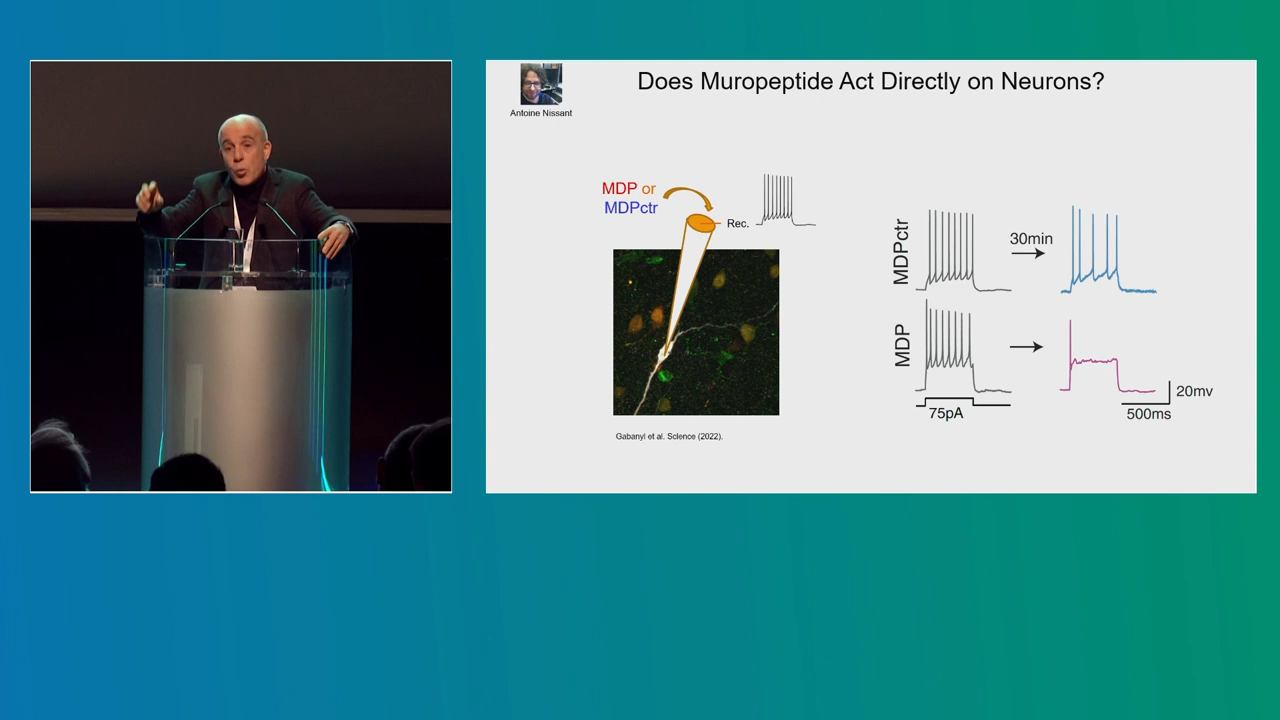 Does Muropeptide Act Directly on Neurons?
Antoine Nissant
MDP or
MDPctr
Rec.
Gabanyl et al. Science (2022).
MDPctr
30min
MDP
75pA
20mv
500ms